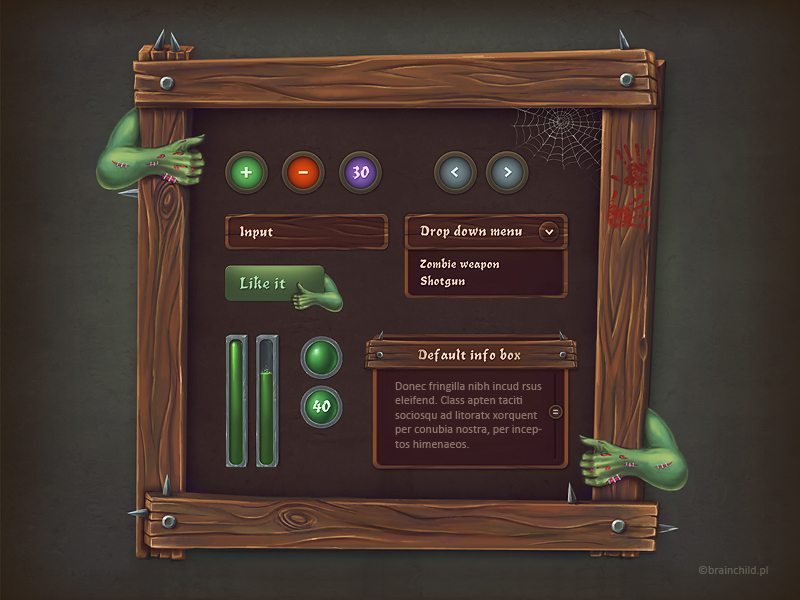 + − 30 < >
Input
Drop down menu
Zombie weapon
Shotgun
Like it
Default info box
Donec fringilla nibh incud rsus
eleifend. Class apten taciti
sociosqu ad litoratx xorquent
per conubia nostra, per incep-
tos himenaeos.
40
©brainchild.pl